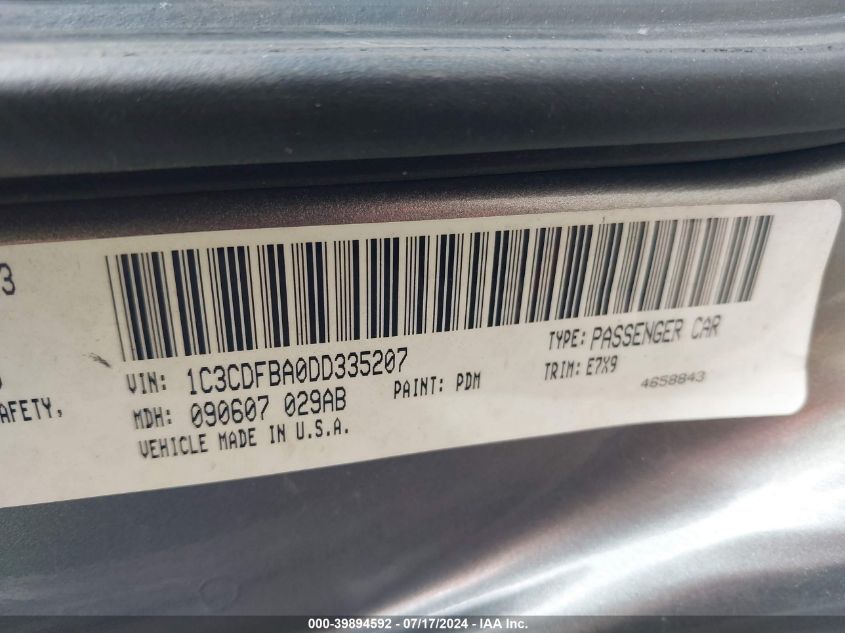 3
AFETY,
VIN: 1C3CDFBA0DD335207
MDH: 090607 029AB
PAINT: PDM
VEHICLE MADE IN U.S.A.
TYPE: PASSENGER CAR
TRIM: E7X9
4658843
000-39894592 - 07/17/2024 - IAA Inc.